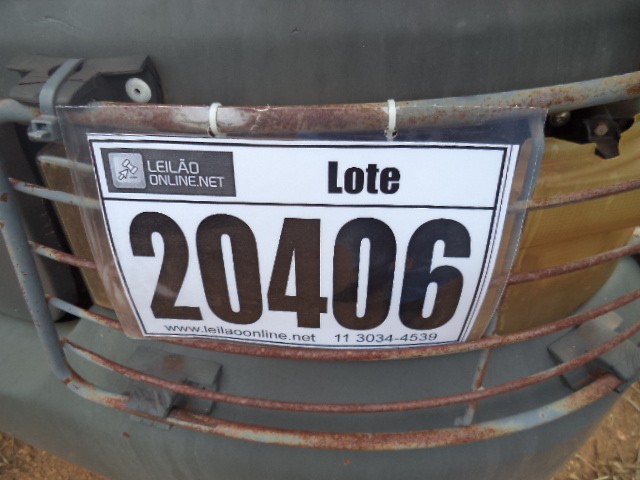 LEILÃO
ONLINE.NET
Lote
20406
www.leilaoonline.net 11 3034-4539